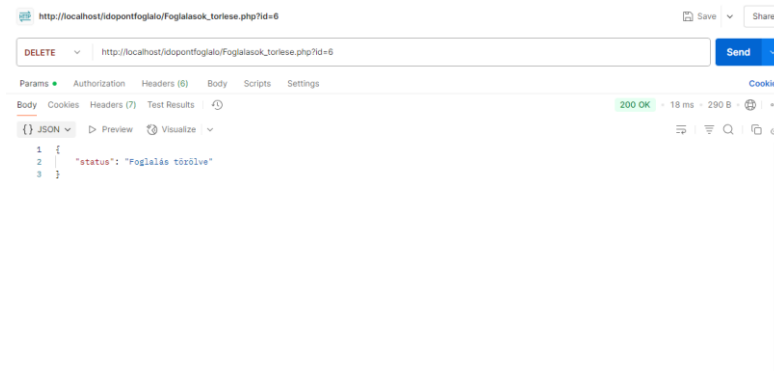 http://localhost/idopontfoglalo/Foglalasok_torlese.php?id=6 Save Share
DELETE http://localhost/idopontfoglalo/Foglalasok_torlese.php?id=6 Send
Params Authorization Headers (6) Body Scripts Settings Cookie
Body Cookies Headers (7) Test Results 200 OK 18 ms 290 B
{} JSON Preview Visualize
1 {
2 "status": "Foglalás törölve"
3 }